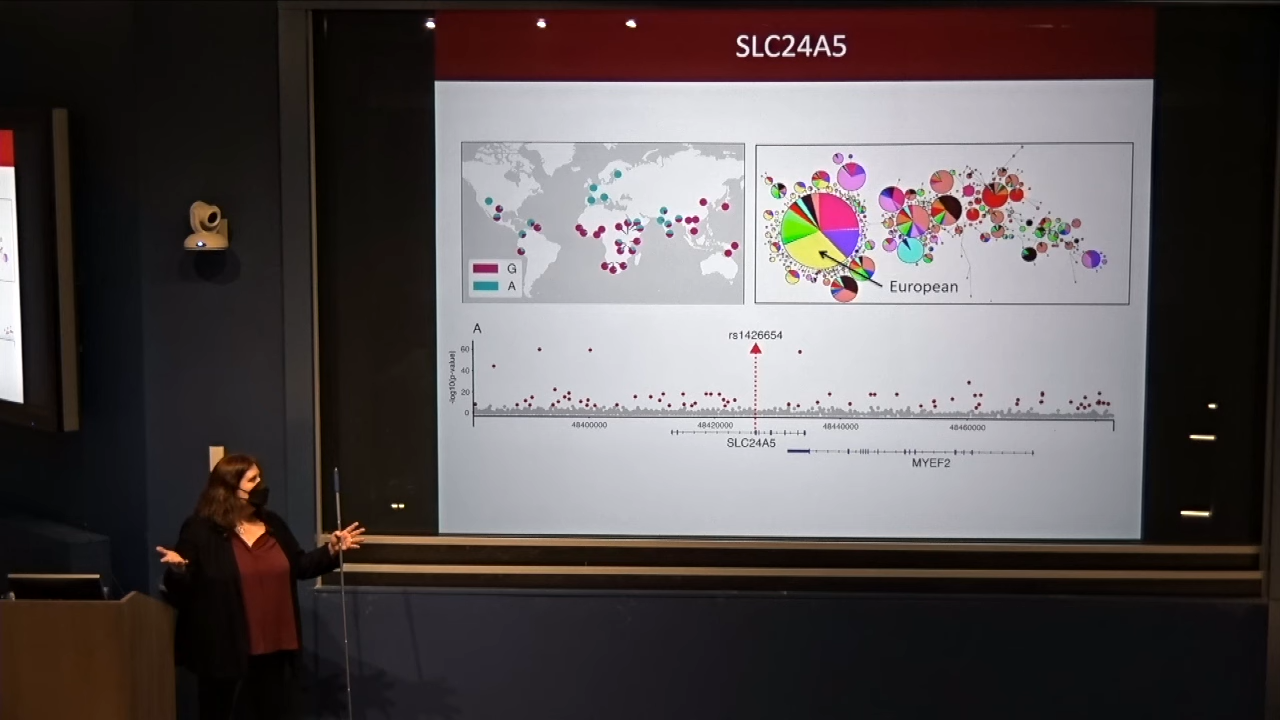 SLC24A5
G
A
European
A
rs1426654
-log10(p-value)
60
40
20
0
48400000
48420000
48440000
48460000
SLC24A5
MYEF2